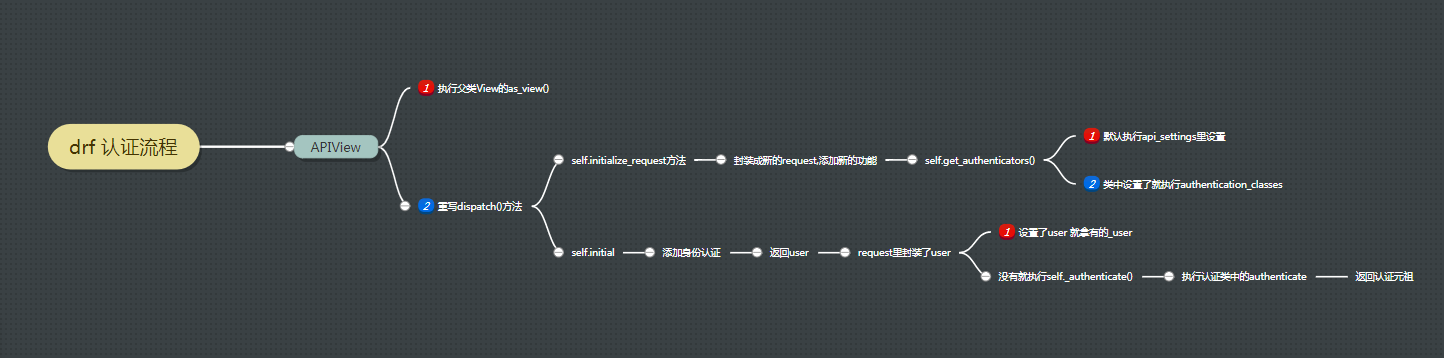 drf 认证流程
APIView
1 执行父类View的as_view()
2 重写dispatch()方法
self.initialize_request方法
封装成新的request,添加新的功能
self.get_authenticators()
1 默认执行api_settings里设置
2 类中设置了就执行authentication_classes
self.initial
添加身份认证
返回user
request里封装了user
1 设置了user 就拿有的_user
没有就执行self._authenticate()
执行认证类中的authenticate
返回认证元祖